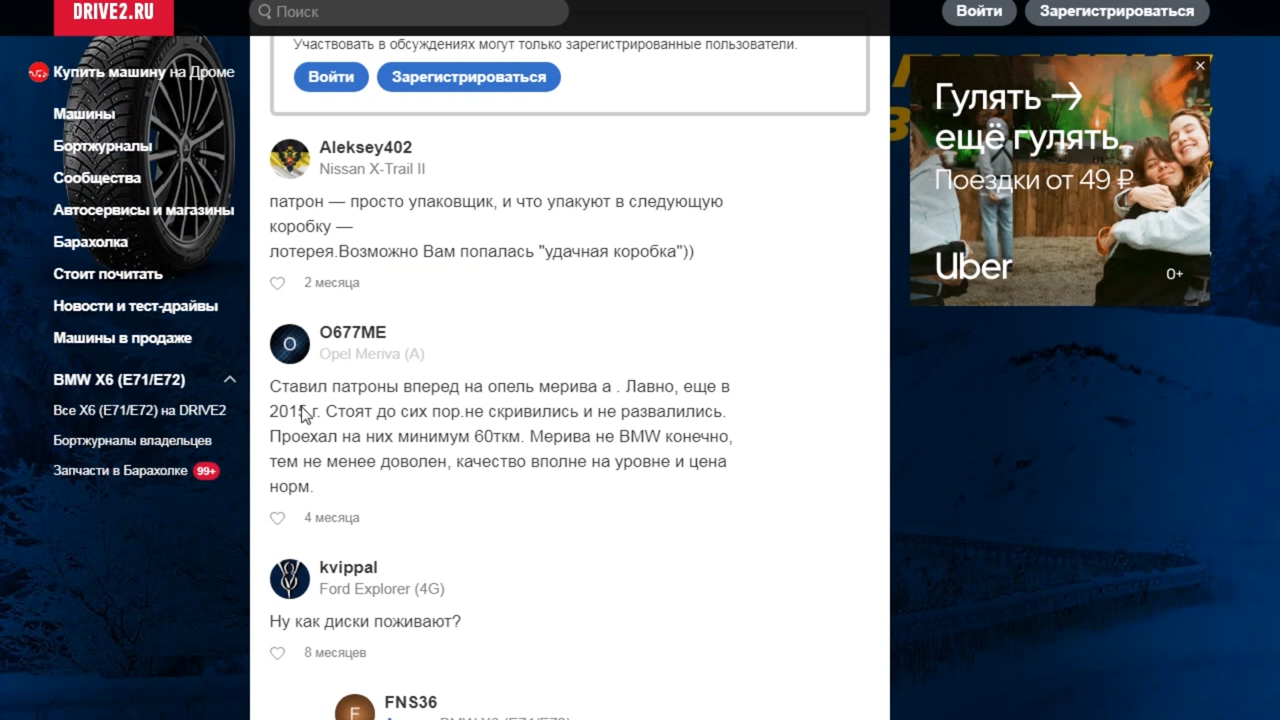 DRIVE2.RU
Поиск
Войти
Зарегистрироваться
Купить машину на Дроме
Машины
Бортжурналы
Сообщества
Автосервисы и магазины
Барахолка
Стоит почитать
Новости и тест-драйвы
Машины в продаже
BMW X6 (E71/E72)
Все X6 (E71/E72) на DRIVE2
Бортжурналы владельцев
Запчасти в Барахолке 99+
Участвовать в обсуждениях могут только зарегистрированные пользователи.
Войти
Зарегистрироваться
Aleksey402
Nissan X-Trail II
патрон — просто упаковщик, и что упакуют в следующую
коробку —
лотерея.Возможно Вам попалась "удачная коробка"))
2 месяца
O
O677ME
Opel Meriva (A)
Ставил патроны вперед на опель мерива а . Лавно, еще в
2015 г. Стоят до сих пор.не скривились и не развалились.
Проехал на них минимум 60ткм. Мерива не BMW конечно,
тем не менее доволен, качество вполне на уровне и цена
норм.
4 месяца
kvippal
Ford Explorer (4G)
Ну как диски поживают?
8 месяцев
F
FNS36
Гулять →
ещё гулять
Поездки от 49 ₽
Uber
0+